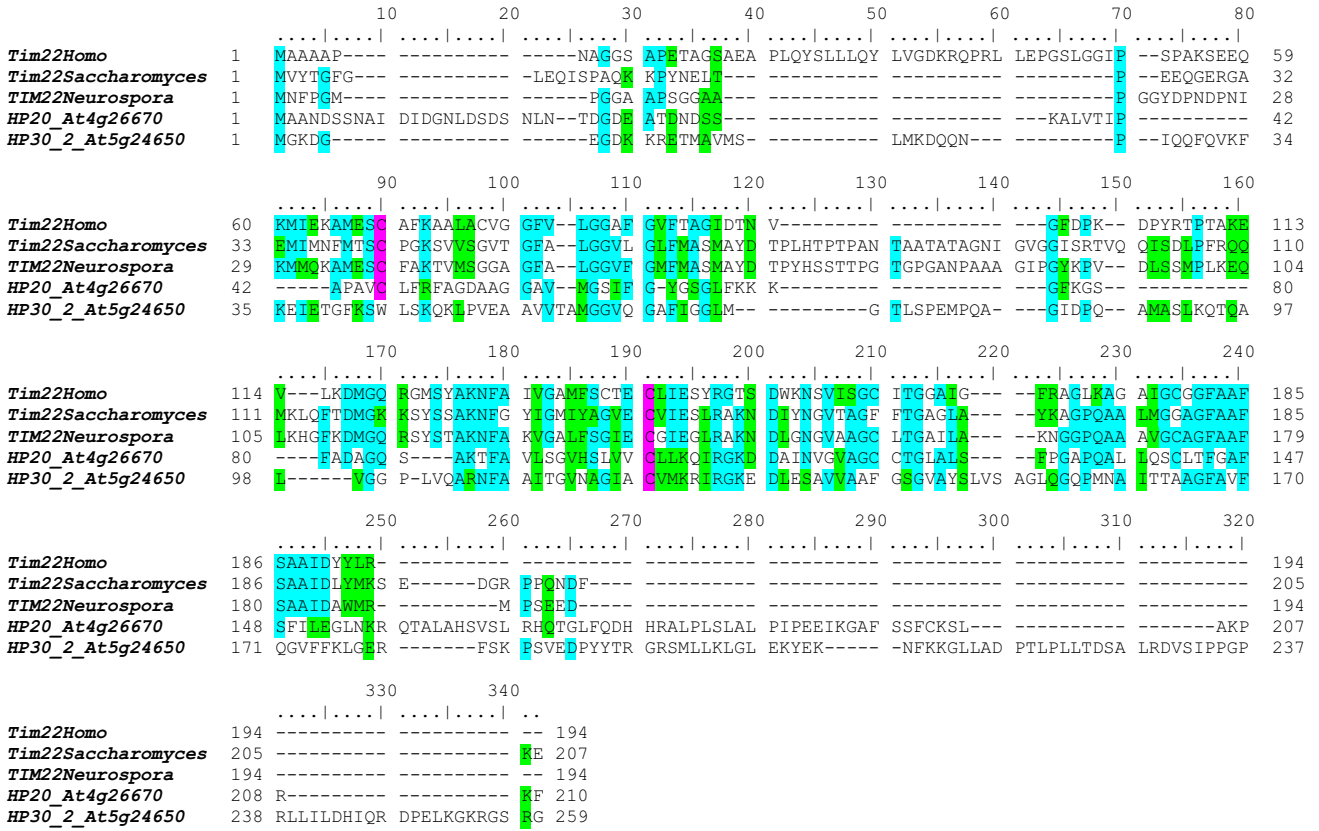 10 20 30 40 50 60 70 80
....|....| ....|....| ....|....| ....|....| ....|....| ....|....| ....|....| ....|....|
Tim22Homo 1 MAAAAP---- ---------- -----NAGGS APETAGSAEA PLQYSLLLQY LVGDKRQPRL LEPGSLGGIP --SPAKSEEQ 59
Tim22Saccharomyces 1 MVYTGFG--- ---------- -LEQISPAQK KPYNELT--- ---------- ---------- ---------P --EEQGERGA 32
TIM22Neurospora 1 MNFPGM---- ---------- ------PGGA APSGGAA--- ---------- ---------- ---------P GGYDPNDPNI 28
HP20_At4g26670 1 MAANDSSNAI DIDGNLDSDS NLN--TDGDE ATDNDSS--- ---------- ---------- ---KALVTIP ---------- 42
HP30_2_At5g24650 1 MGKDG----- ---------- ------EGDK KRETMAVMS- ---------- -LMKDQQN-- ---------P --IQQFQVKF 34
90 100 110 120 130 140 150 160
....|....| ....|....| ....|....| ....|....| ....|....| ....|....| ....|....| ....|....|
Tim22Homo 60 KMIEKAMESC AFKAALACVG GFV--LGGAF GVFTAGIDTN V--------- ---------- ----GFDPK- -DPYRTPTAKE 113
Tim22Saccharomyces 33 EMIMNFMTSC PGKSVVSGVT GFA--LGGVL GLFMASMAYD TPLHTPTPAN TAATATAGNI GVGGISRTVQ QISDLPFRQQ 110
TIM22Neurospora 29 KMMQKAMESC FAKTVMSGGA GFA--LGGVF GMFMASMAYD TPYHSSTTPG TGPGANPAAA GIPGYKPV-- DLSSMPLKEQ 104
HP20_At4g26670 42 -----APAVC LFRFAGDAAG GAV--MGSIF G-YGSGLFKK K--------- ---------- -----GFKGS- ---------- 80
HP30_2_At5g24650 35 KEIETGFKSW LSKQKLPVEA AVVTAMGGVQ GAFIGGLM-- ---------G TLSPEMPQA- ---GIDPQ-- AMASLKQTQA 97
170 180 190 200 210 220 230 240
....|....| ....|....| ....|....| ....|....| ....|....| ....|....| ....|....| ....|....|
Tim22Homo 114 V---LKDMGQ RGMSYAKNFA IVGAMFSCTE CLIESYRGTS DWKNSVISGC ITGGAIG--- ---FRAGLKAG AIGCGGFAAF 185
Tim22Saccharomyces 111 MKLQFTDMGK KSYSSAKNFG YIGMIYAGVE CVIESLRAKN DIYNGVTAGF FTGAGLA--- ---YKAGPQAA LMGGAGFAAF 185
TIM22Neurospora 105 LKHGFKDMGQ RSYSTAKNFA KVGALFSGIE CGIEGLRAKN DLGNGVAAGC LTGAILA--- ---KNGGPQAA AVGCAGFAAF 179
HP20_At4g26670 80 ----FADAGQ S---AKTFA VLSGVHSLVV CLLKQIRGKD DAINVGVAGC CTGLALS--- ---FPGAPQAL LQSCLTFGAF 147
HP30_2_At5g24650 98 L------VGG P-LVQARNFA AITGVNAGIA CVMKRIRGKE DLESAVVAAF GSGVAYSLVS AGLQGQPMNA ITTAAGFAVF 170
250 260 270 280 290 300 310 320
....|....| ....|....| ....|....| ....|....| ....|....| ....|....| ....|....| ....|....|
Tim22Homo 186 SAAIDYYLR- ---------- ---------- ---------- ---------- ---------- ---------- ---------- 194
Tim22Saccharomyces 186 SAAIDLYMKS E------DGR PPQNDF---- ---------- ---------- ---------- ---------- ---------- 205
TIM22Neurospora 180 SAAIDAWMR- ---------M PSEED----- ---------- ---------- ---------- ---------- ---------- 194
HP20_At4g26670 148 SFILEGLNKR QTALAHSVSL RHQTGLFQDH HRALPLSLAL PIPEEIKGAF SSFCKSL--- ---------- --------AKP 207
HP30_2_At5g24650 171 QGVFFKLGER -------FSK PSVEDPYYTR GRSMLLKLGL EKYEK----- -NFKKGLLAD PTLPLLTDSA LRDVSIPPGP 237
330 340
....|....| ....|....| ..
Tim22Homo 194 ---------- ---------- -- 194
Tim22Saccharomyces 205 ---------- ---------- KE 207
TIM22Neurospora 194 ---------- ---------- -- 194
HP20_At4g26670 208 R--------- ---------- KF 210
HP30_2_At5g24650 238 RLLILDHIQR DPELKGKRGS RG 259